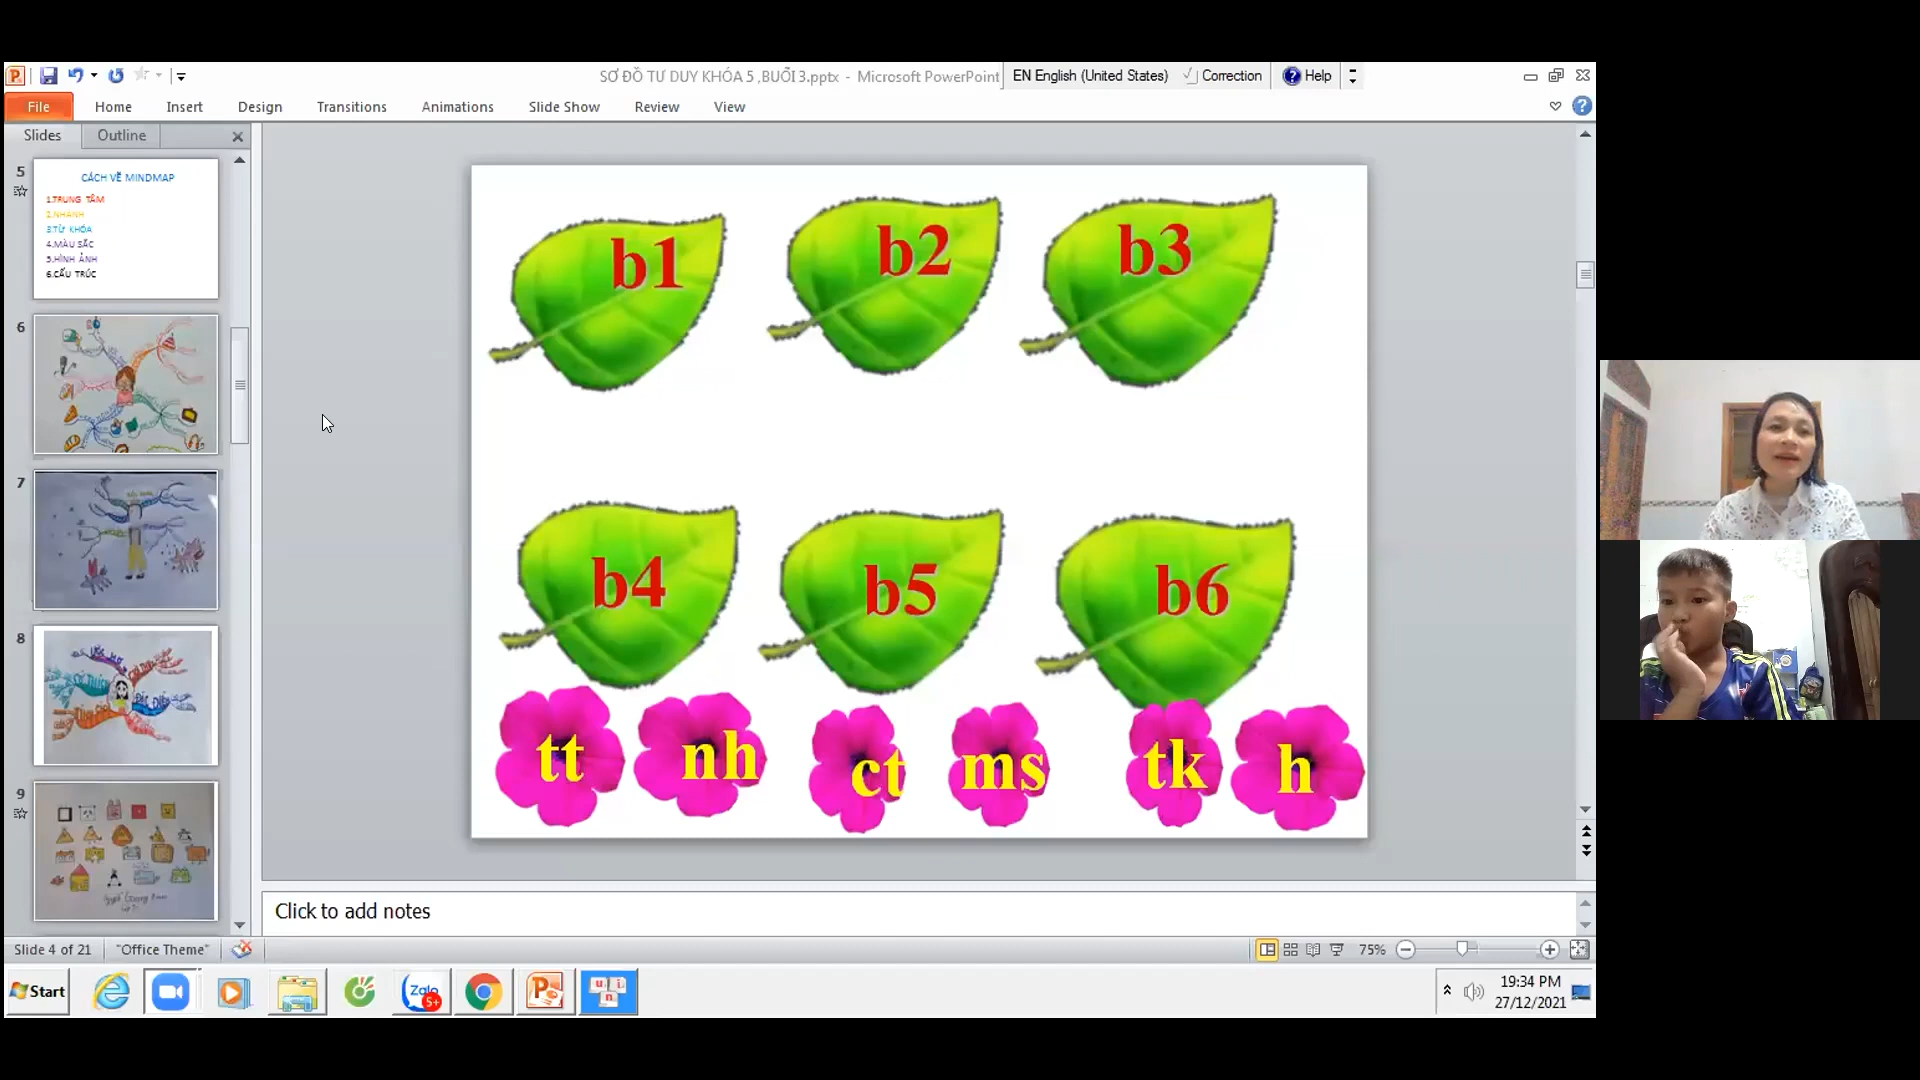 SƠ ĐỒ TƯ DUY KHÓA 5 ,BUỔI 3.pptx - Microsoft PowerPoint
EN English (United States) Correction Help
File Home Insert Design Transitions Animations Slide Show Review View
Slides Outline
5
CÁCH VẼ MINDMAP
1.TRUNG TÂM
2.NHÁNH
3.TỪ KHÓA
4.MÀU SẮC
5.HÌNH ẢNH
6.CẤU TRÚC
6
7
8
9
b1 b2 b3
b4 b5 b6
tt nh ct ms tk h
Click to add notes
Slide 4 of 21 "Office Theme" 75%
Start Zalo 5+ 19:34 PM
27/12/2021